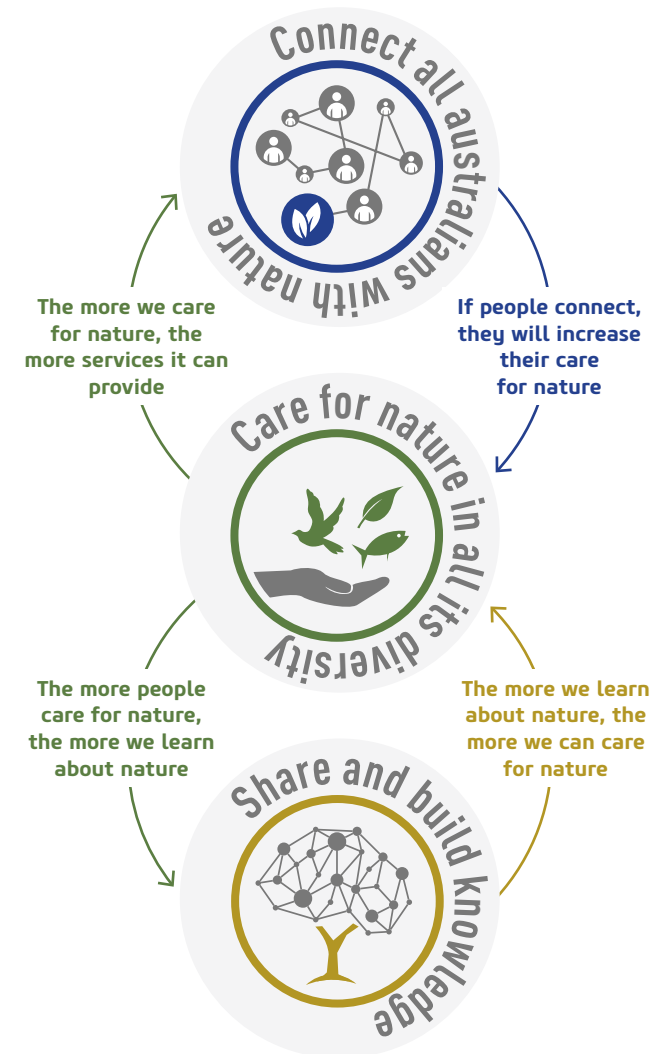 Connect all australians with nature
The more we care
for nature, the
more services it can
provide
If people connect,
they will increase
their care
for nature
Care for nature in all its diversity
The more people
care for nature,
the more we learn
about nature
The more we learn
about nature, the
more we can care
for nature
Share and build knowledge